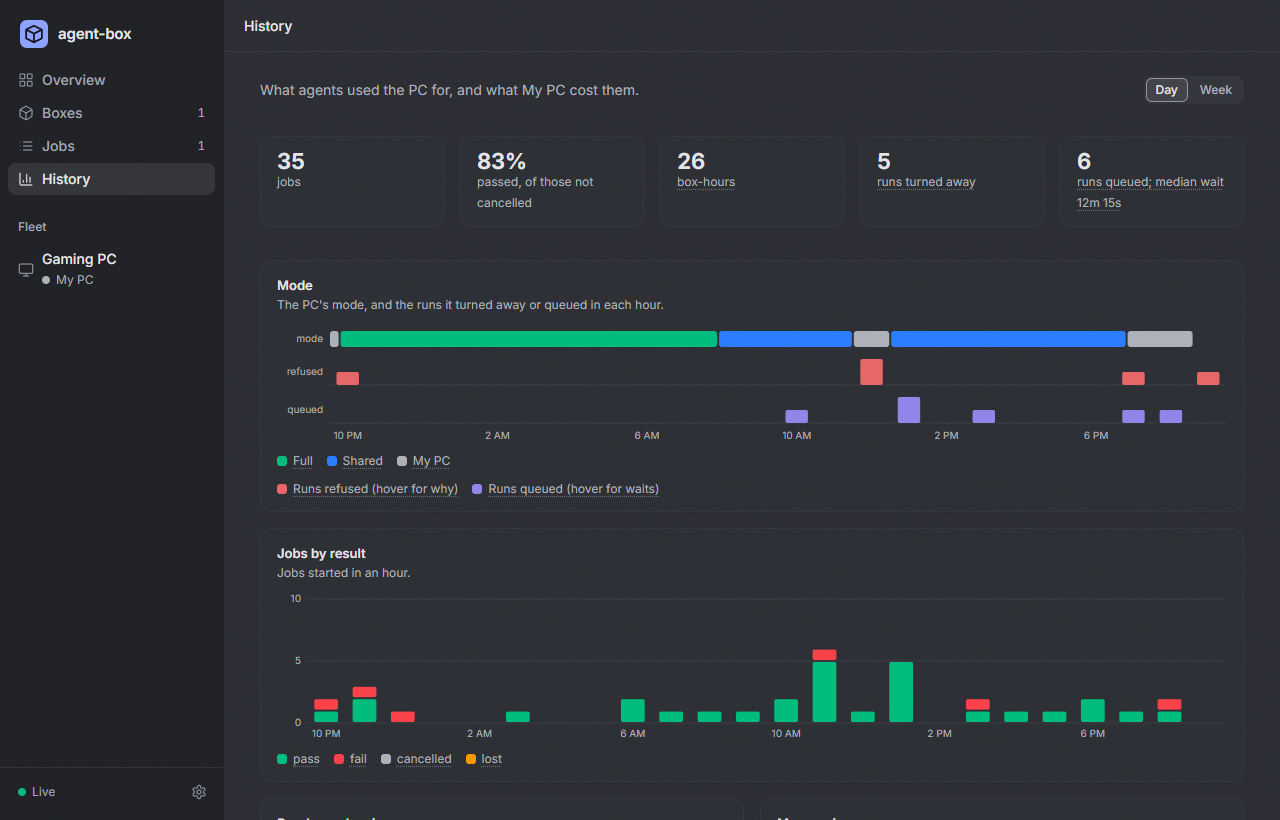 agent-box
History
Overview
Boxes 1
Jobs 1
History
Fleet
Gaming PC
My PC
Live
What agents used the PC for, and what My PC cost them.
Day Week
35
jobs
83%
passed, of those not
cancelled
26
box-hours
5
runs turned away
6
runs queued; median wait
12m 15s
Mode
The PC's mode, and the runs it turned away or queued in each hour.
mode
refused
queued
10 PM 2 AM 6 AM 10 AM 2 PM 6 PM
Full Shared My PC
Runs refused (hover for why) Runs queued (hover for waits)
Jobs by result
Jobs started in an hour.
10
5
0
10 PM 2 AM 6 AM 10 AM 2 PM 6 PM
pass fail cancelled lost